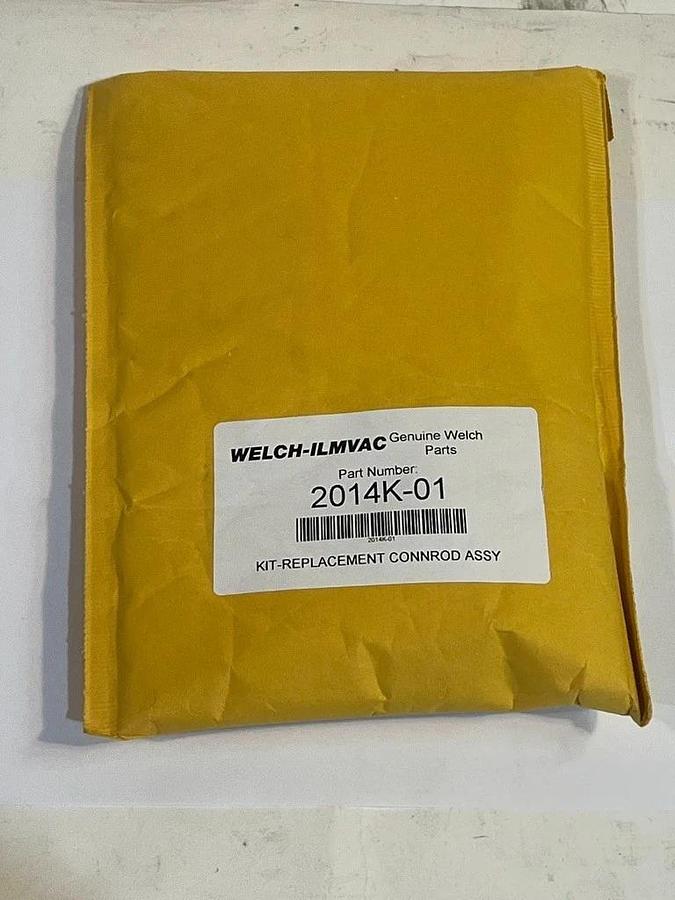 WELCH-ILMVAC Genuine Welch
Parts
Part Number:
2014K-01
2014K-01
KIT-REPLACEMENT CONNROD ASSY